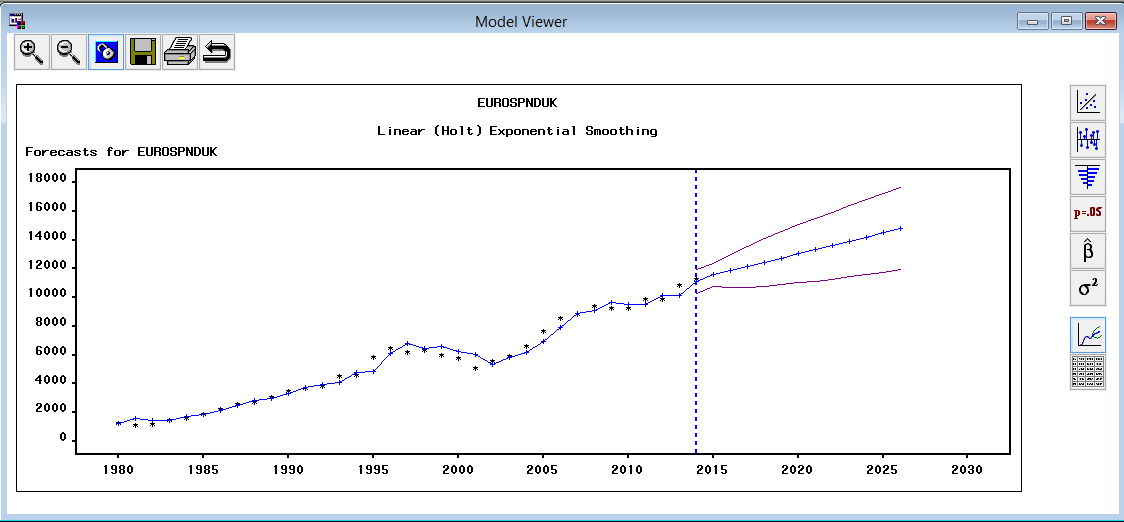 Model Viewer
EUROSPNDUK
Linear (Holt) Exponential Smoothing
Forecasts for EUROSPNDUK
18000
16000
14000
12000
10000
8000
6000
4000
2000
0
1980 1985 1990 1995 2000 2005 2010 2015 2020 2025 2030
p=.05
β̂
σ²